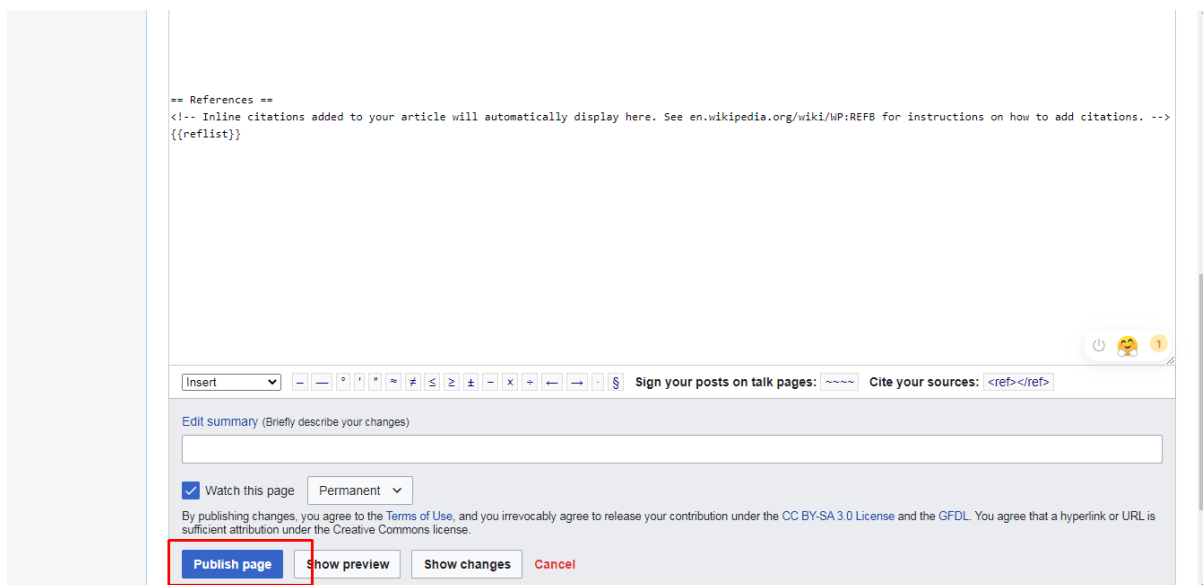 == References ==
<!-- Inline citations added to your article will automatically display here. See en.wikipedia.org/wiki/WP:REFB for instructions on how to add citations. -->
{{reflist}}
1
Insert – — ° ′ ″ ≈ ≠ ≤ ≥ ± − × ÷ ← → · § Sign your posts on talk pages: ~~~~ Cite your sources: <ref></ref>
Edit summary (Briefly describe your changes)
Watch this page Permanent
By publishing changes, you agree to the Terms of Use, and you irrevocably agree to release your contribution under the CC BY-SA 3.0 License and the GFDL. You agree that a hyperlink or URL is
sufficient attribution under the Creative Commons license.
Publish page Show preview Show changes Cancel